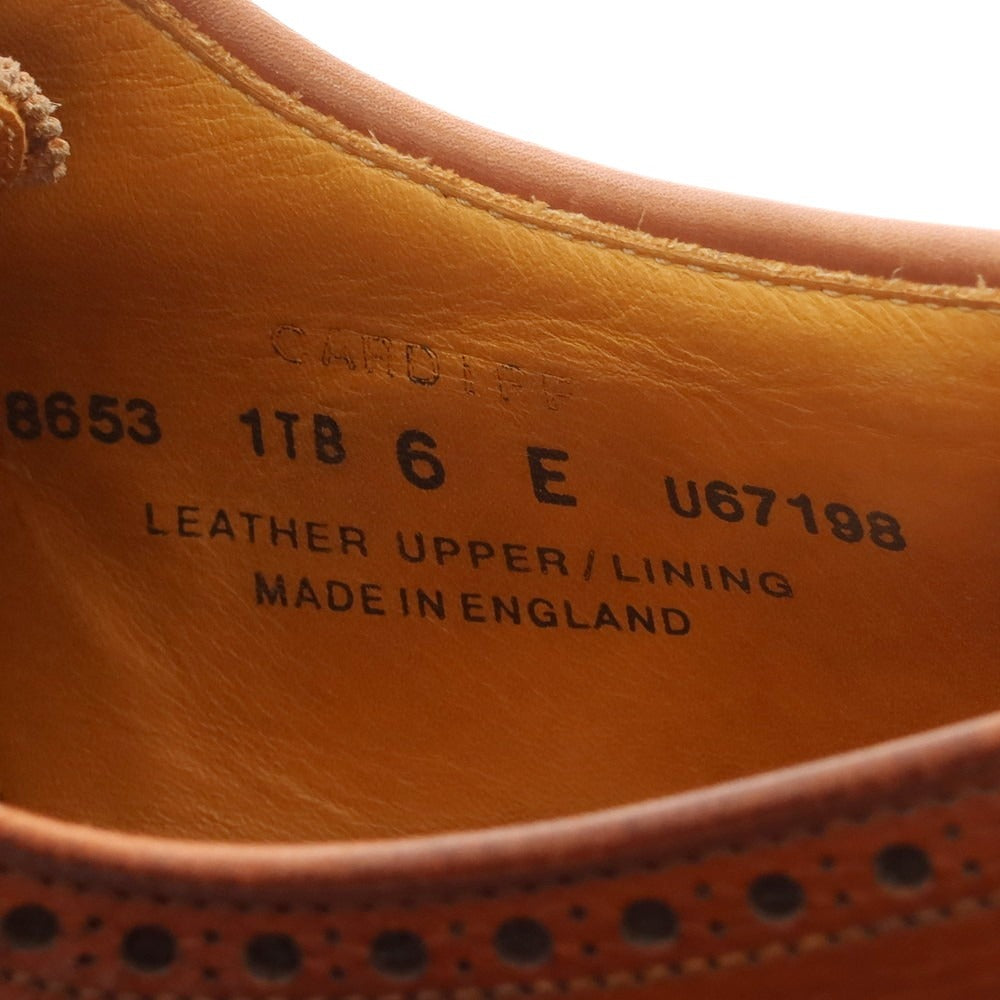 CARDIFF
8653 1TB 6 E U67198
LEATHER UPPER / LINING
MADE IN ENGLAND